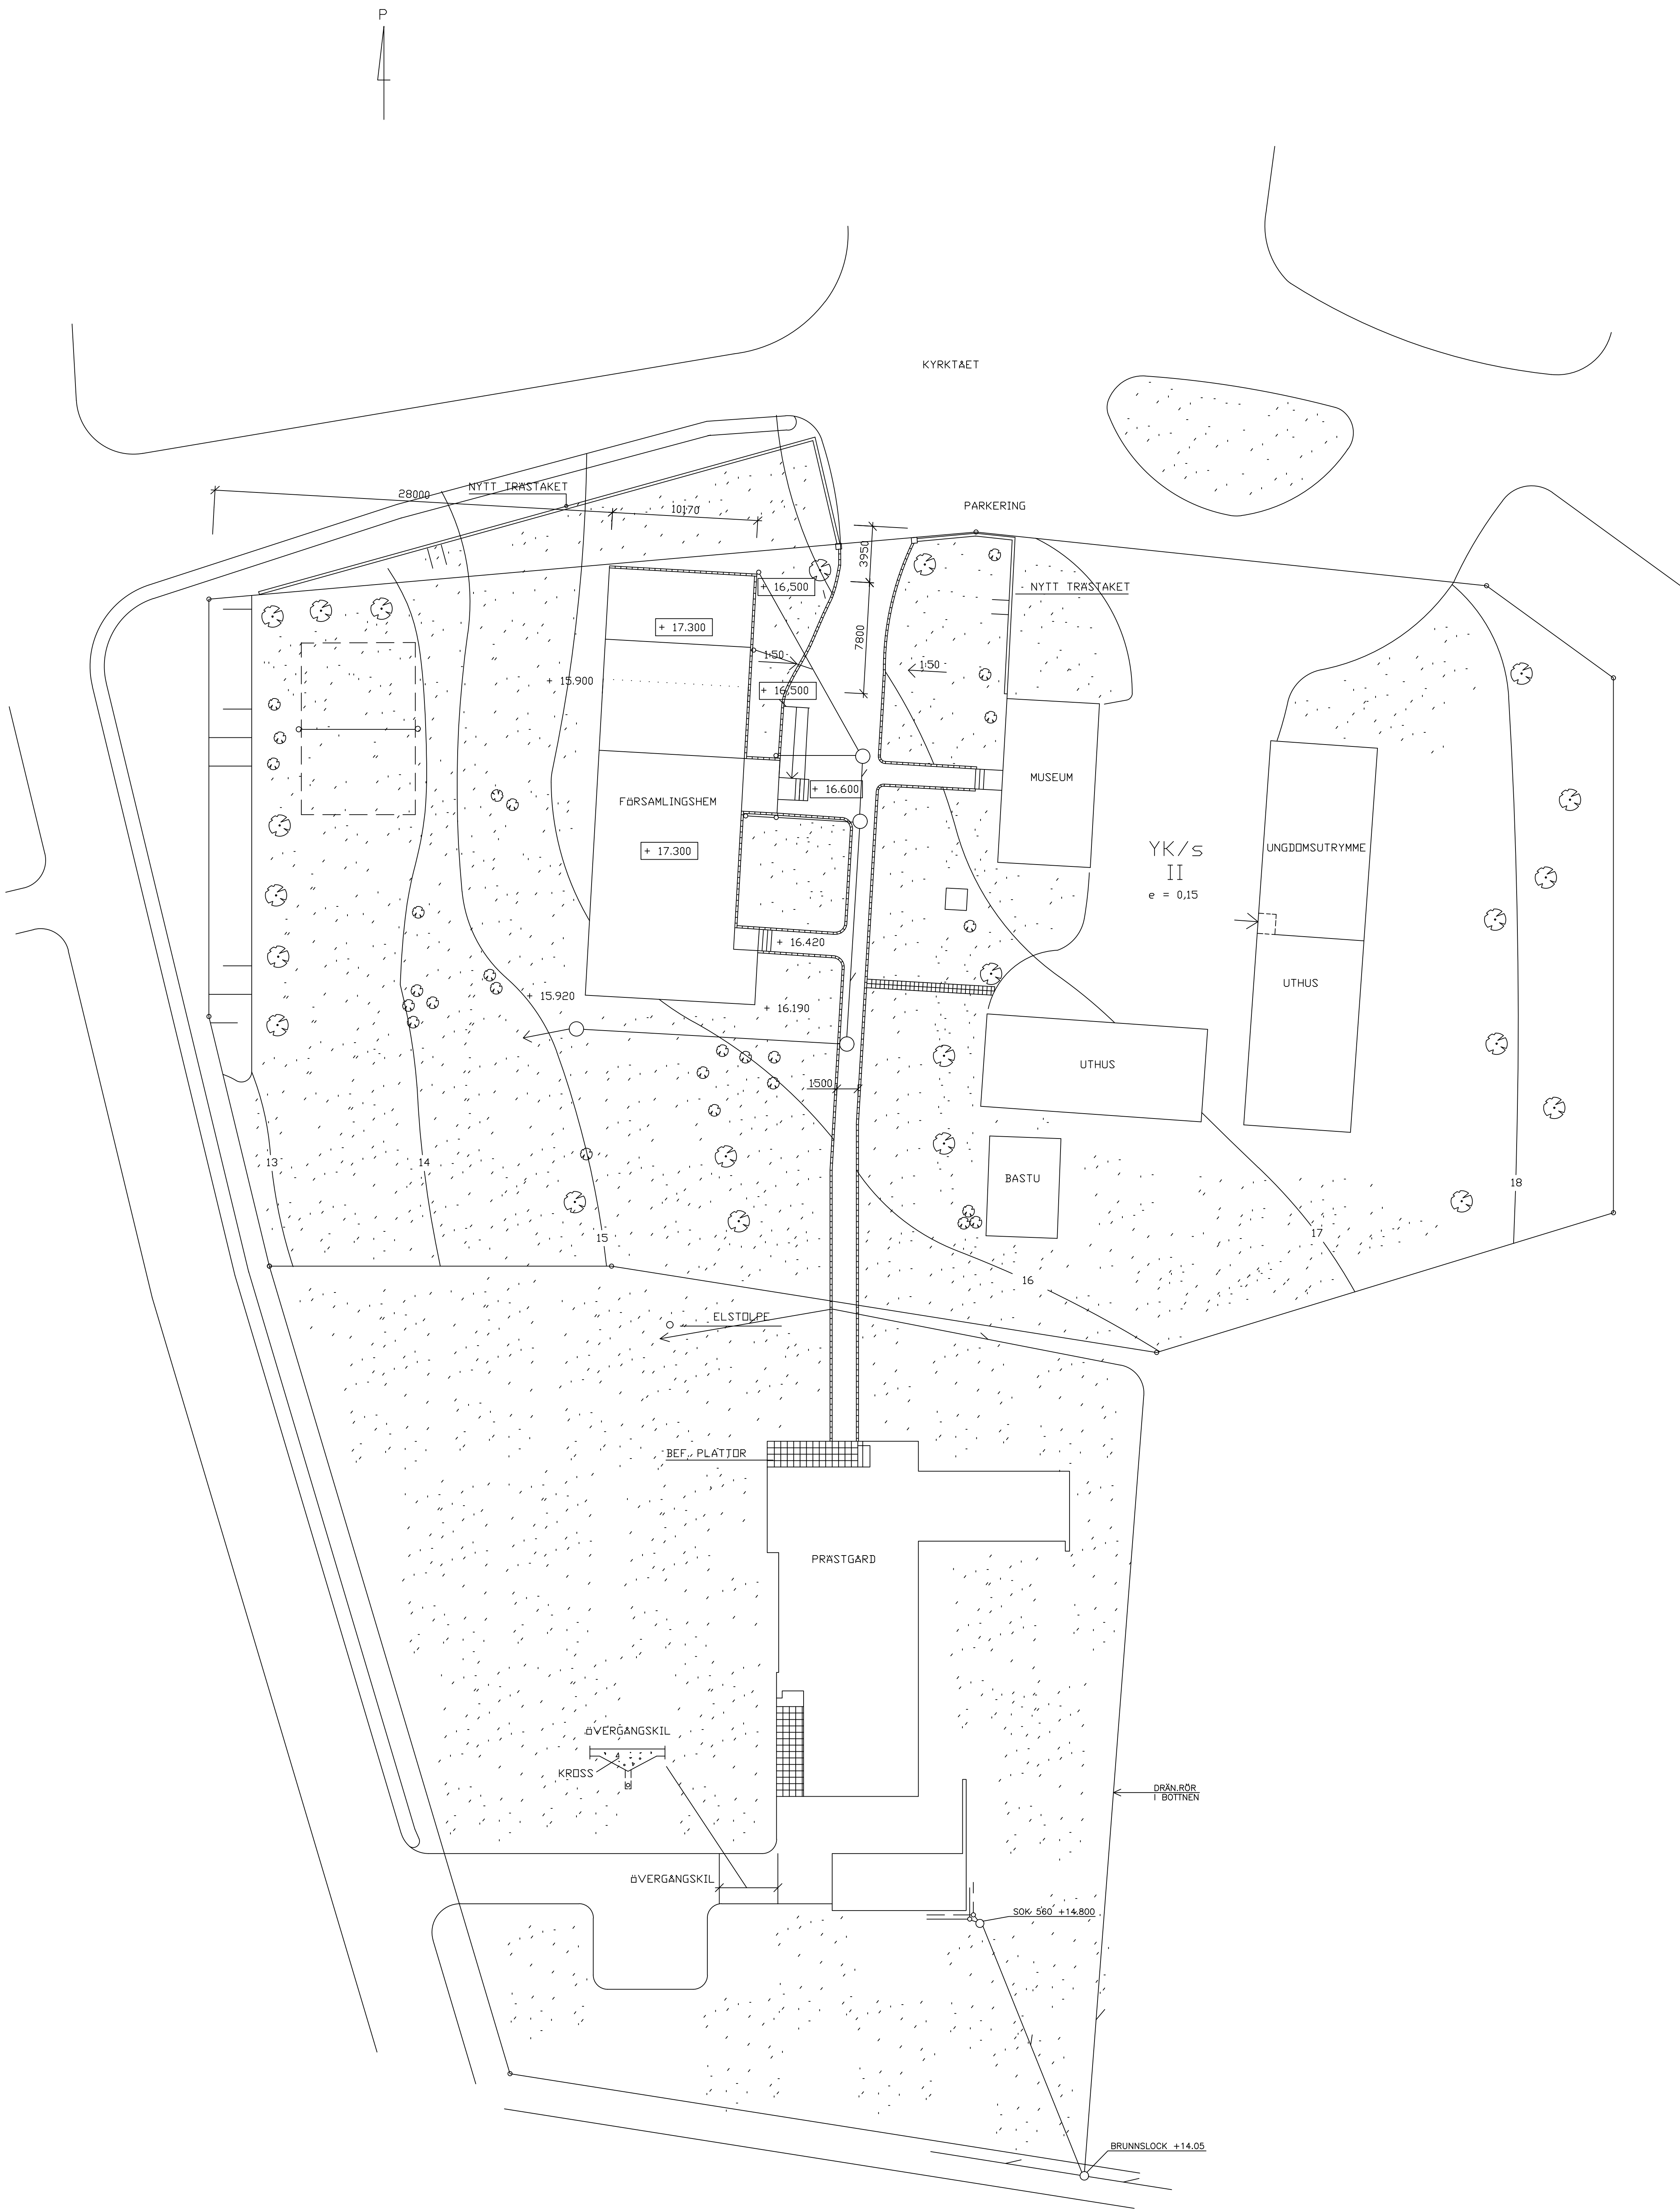 P
KYRKTÅET
28000
NYTT TRÄSTAKET
10170
PARKERING
3950
+ 16,500
NYTT TRÄSTAKET
+ 17.300
7800
1:50
1:50
+ 15.900
+ 16,500
MUSEUM
+ 16.600
FÖRSAMLINGSHEM
+ 17.300
YK/s
II
e = 0,15
UNGDOMSUTRYMME
+ 16.420
UTHUS
+ 15.920
+ 16.190
UTHUS
1500
13
14
BASTU
18
15
17
16
ELSTOLPE
BEF. PLATTOR
PRÄSTGÅRD
ÖVERGÅNGSKIL
KROSS
DRÄN.RÖR
I BOTTNEN
ÖVERGÅNGSKIL
SOK 560 +14.800
BRUNNSLOCK +14.05